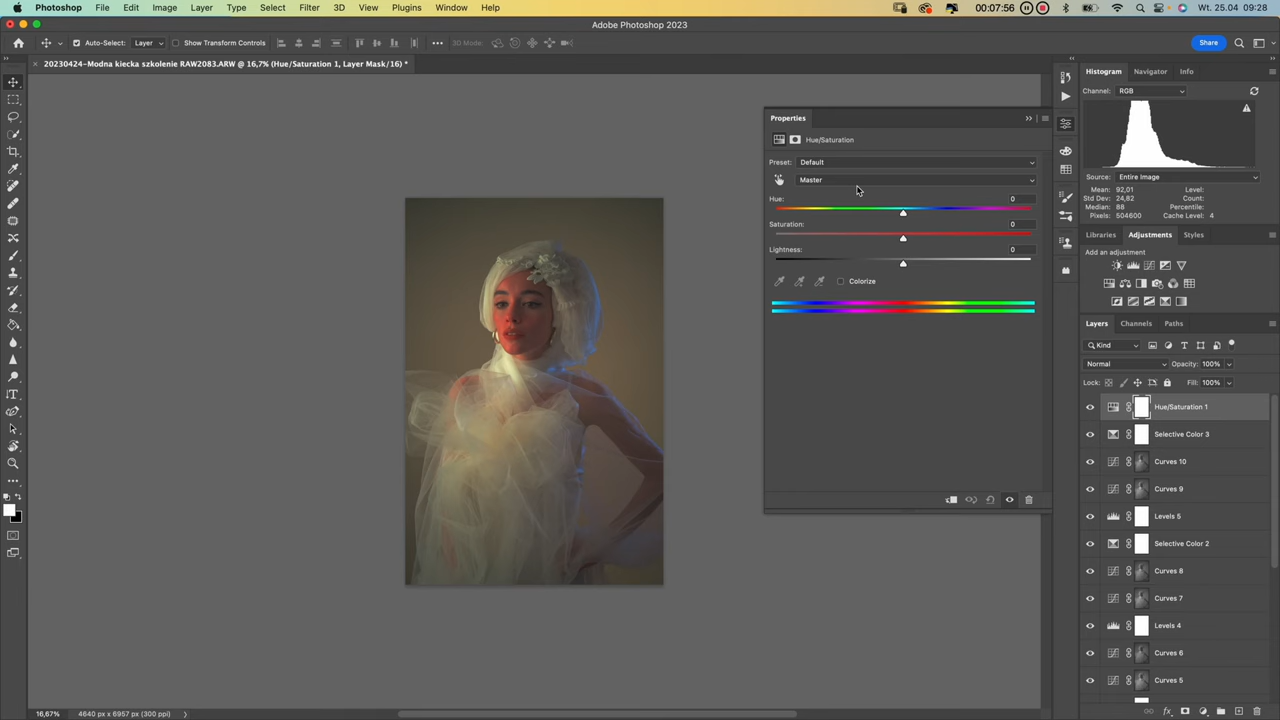 Photoshop File Edit Image Layer Type Select Filter 3D View Plugins Window Help 00:07:56 Wt. 25.04 09:28
Adobe Photoshop 2023
Auto-Select: Layer Show Transform Controls 3D Mode: Share
20230424-Modna kiecka szkolenie RAW2083.ARW @ 16,7% (Hue/Saturation 1, Layer Mask/16) *
Properties
Hue/Saturation
Preset: Default
Master
Hue: 0
Saturation: 0
Lightness: 0
Colorize
Histogram Navigator Info
Channel: RGB
Source: Entire Image
Mean: 92,01 Level:
Std Dev: 24,82 Count:
Median: 88 Percentile:
Pixels: 504600 Cache Level: 4
Libraries Adjustments Styles
Add an adjustment
Layers Channels Paths
Kind
Normal Opacity: 100%
Lock: Fill: 100%
Hue/Saturation 1
Selective Color 3
Curves 10
Curves 9
Levels 5
Selective Color 2
Curves 8
Curves 7
Levels 4
Curves 6
Curves 5
16,67% 4640 px x 6957 px (300 ppi)